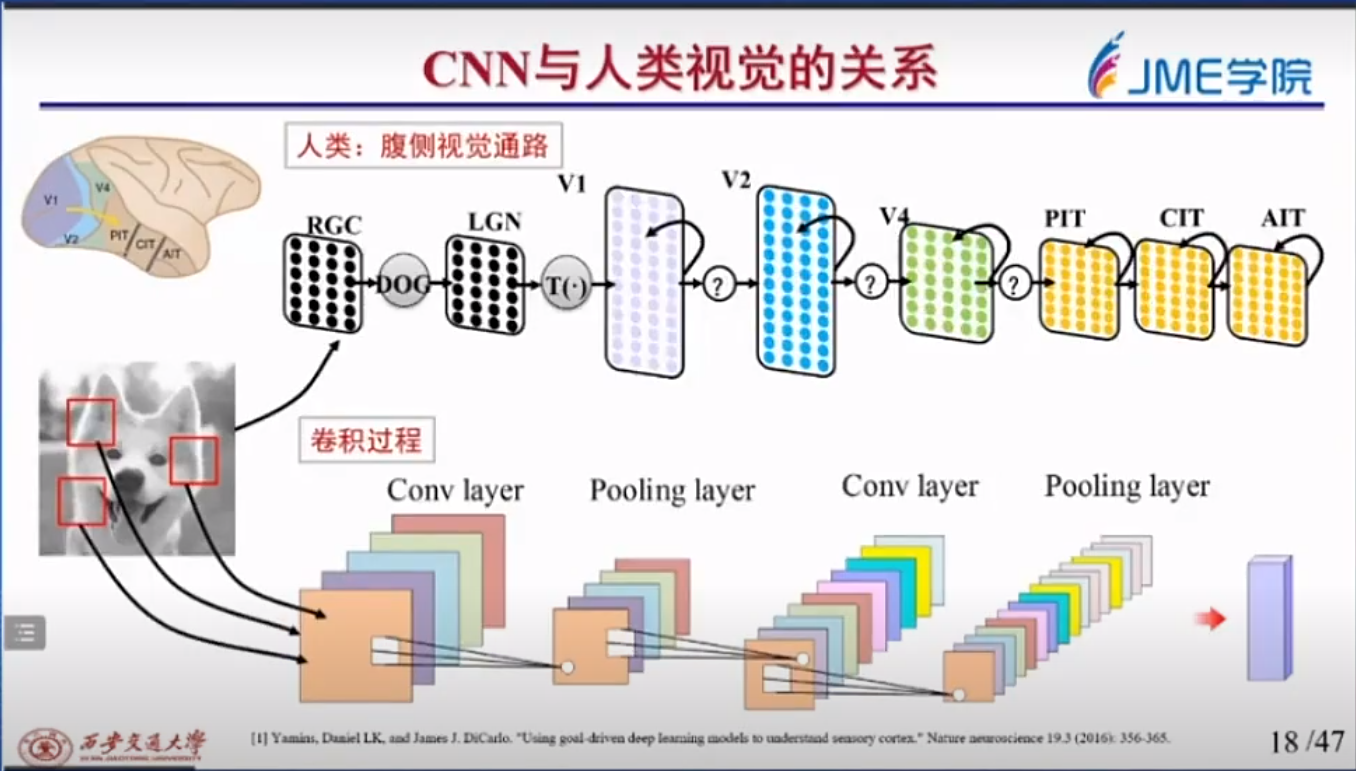 CNN与人类视觉的关系
JME学院
人类：腹侧视觉通路
V1
V4
V2
PIT
CIT
AIT
RGC
DOG
LGN
T(·)
V1
?
V2
?
V4
?
PIT
CIT
AIT
卷积过程
Conv layer
Pooling layer
Conv layer
Pooling layer
西安交通大学
XI'AN JIAOTONG UNIVERSITY
[1] Yamins, Daniel LK, and James J. DiCarlo. "Using goal-driven deep learning models to understand sensory cortex." Nature neuroscience 19.3 (2016): 356-365.
18 /47